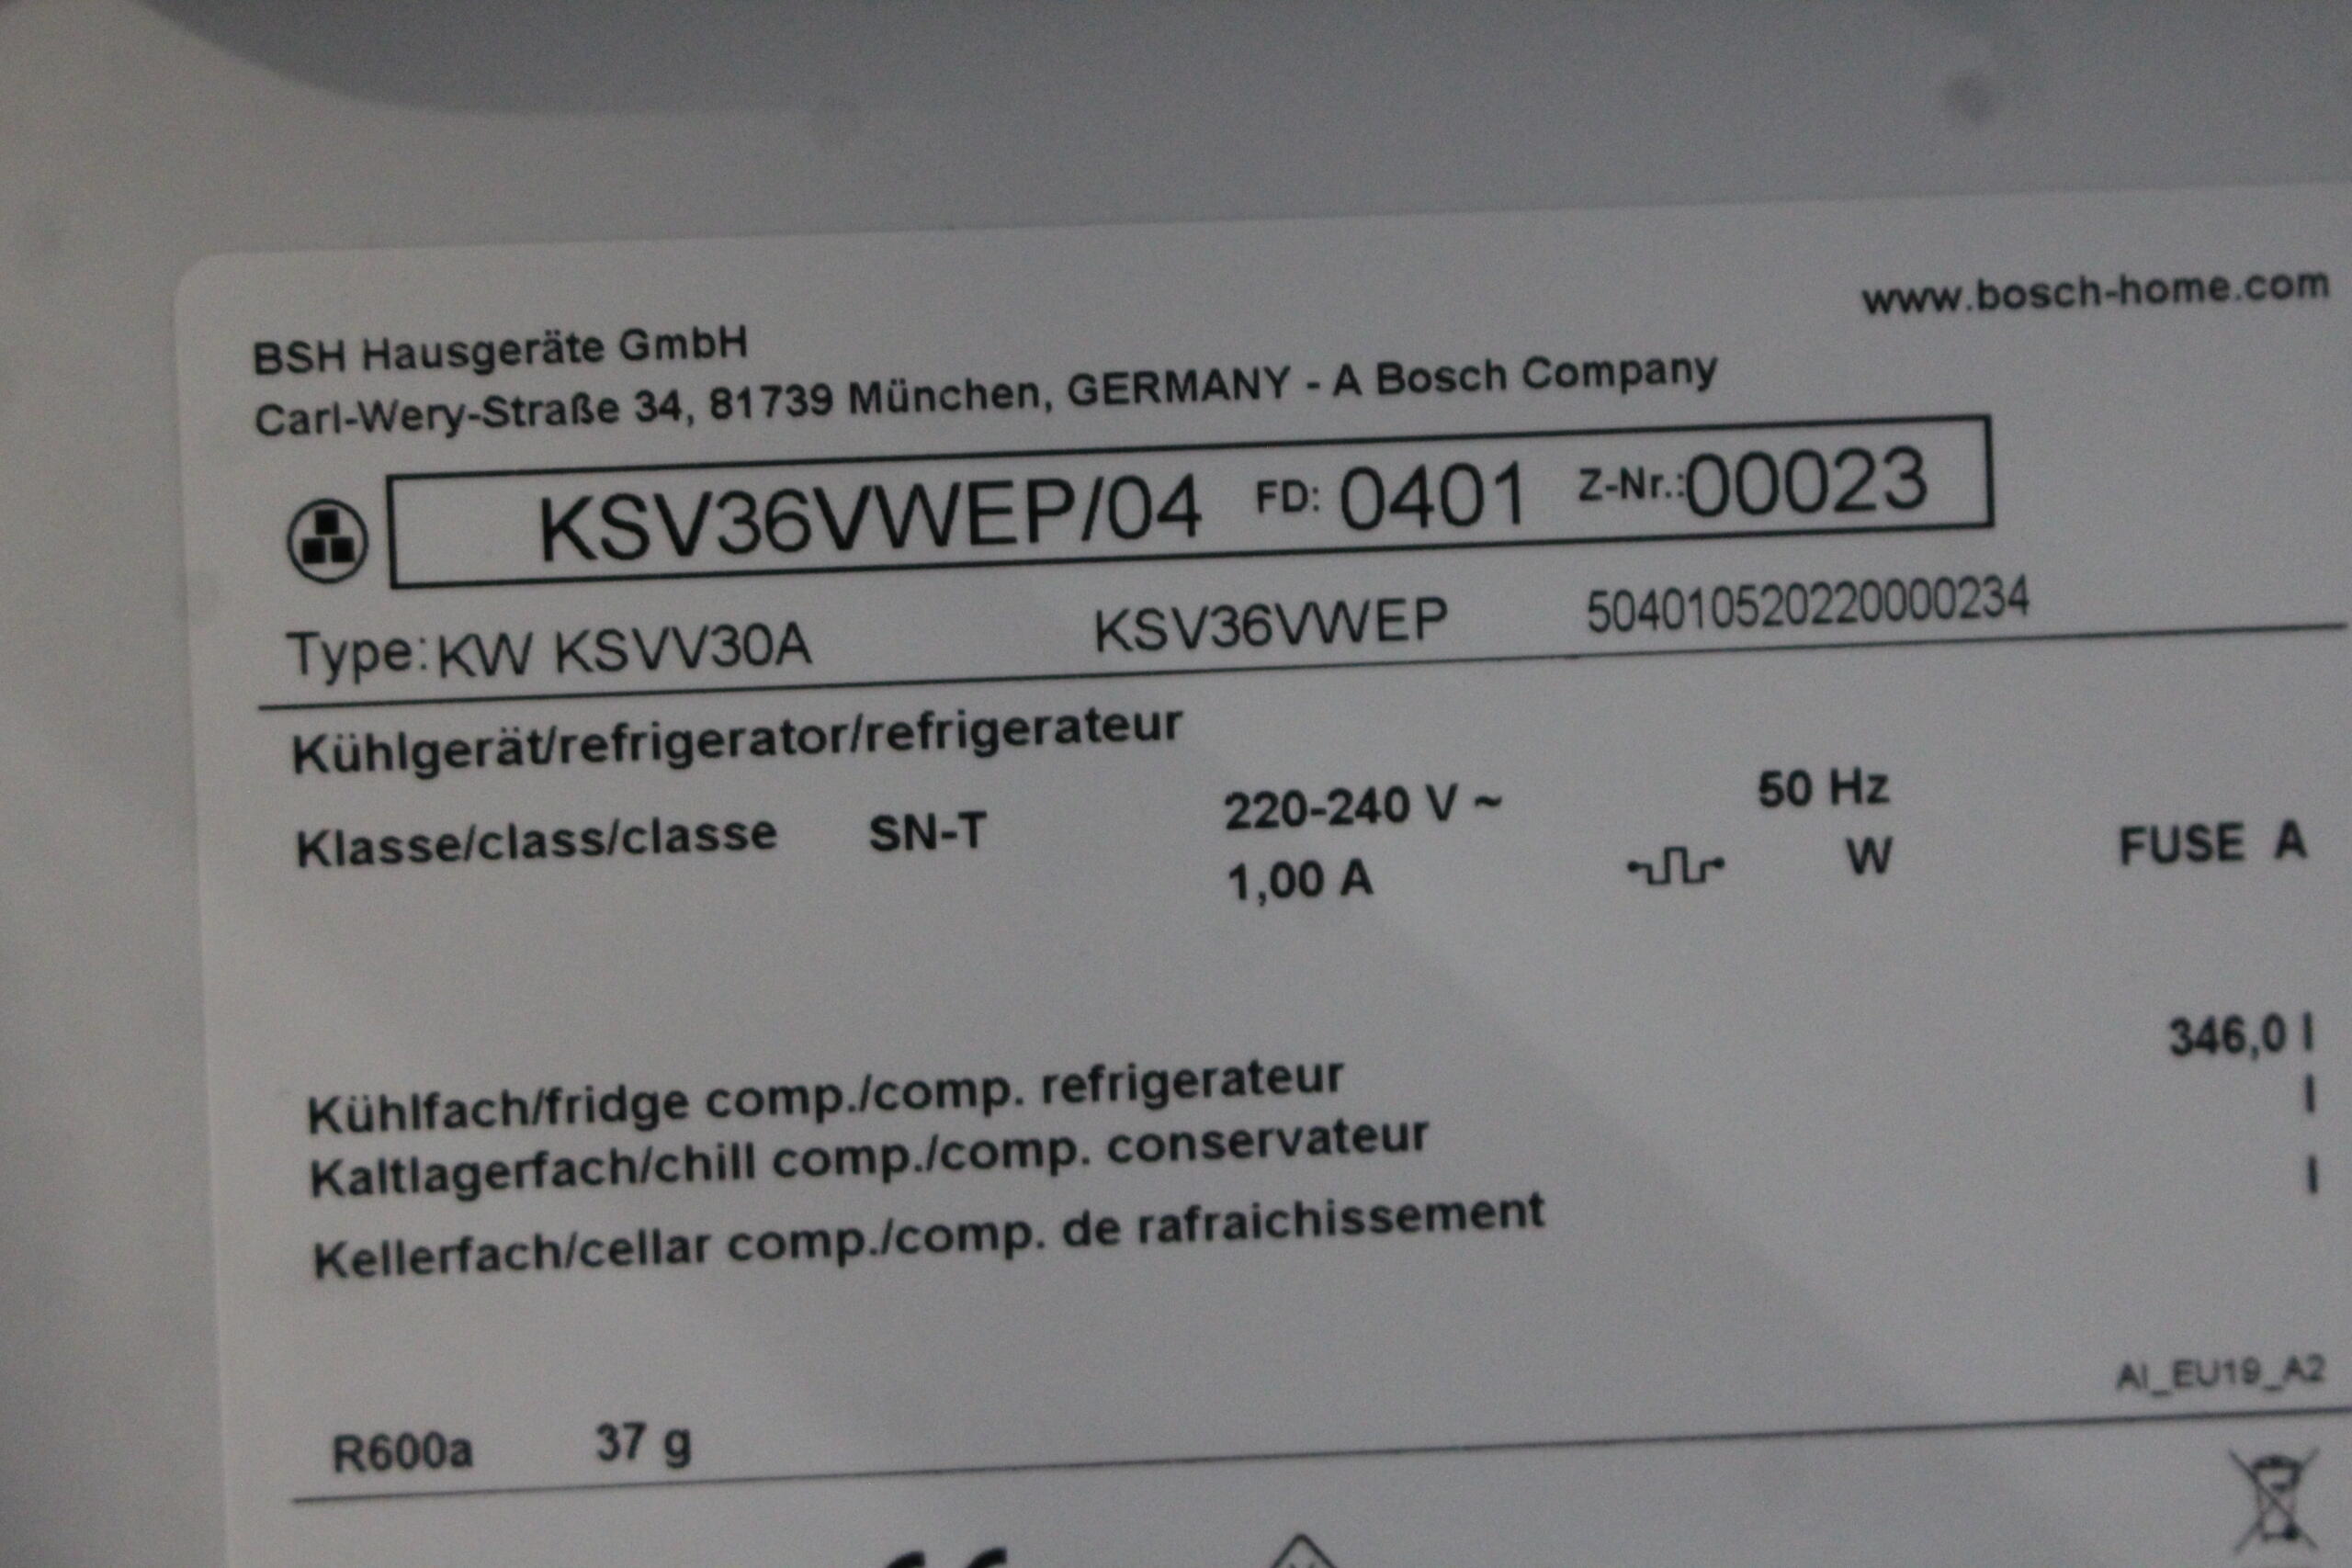 www.bosch-home.com
BSH Hausgeräte GmbH
Carl-Wery-Straße 34, 81739 München, GERMANY - A Bosch Company
KSV36VWEP/04 FD: 0401 Z-Nr.:00023
Type:KW KSVV30A KSV36VWEP 504010520220000234
Kühlgerät/refrigerator/refrigerateur
Klasse/class/classe SN-T 220-240 V ~ 50 Hz
1,00 A W FUSE A
Kühlfach/fridge comp./comp. refrigerateur 346,0 l
Kaltlagerfach/chill comp./comp. conservateur l
Kellerfach/cellar comp./comp. de rafraichissement l
AI_EU19_A2
R600a 37 g